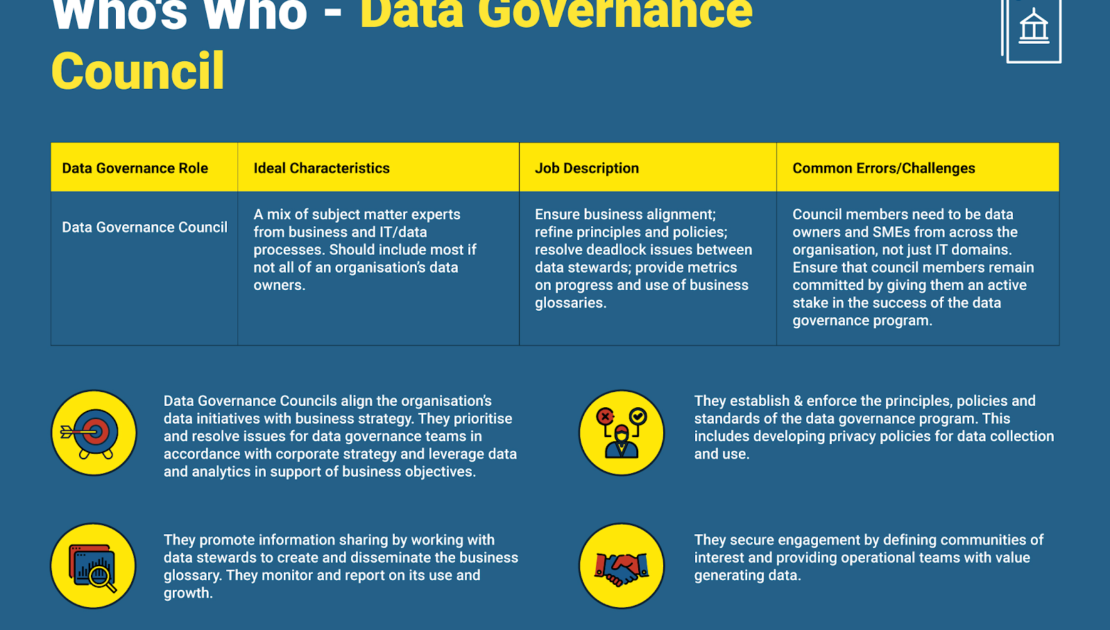 Who's Who - Data Governance
Council
Data Governance Role
Ideal Characteristics
Job Description
Common Errors/Challenges
Data Governance Council
A mix of subject matter experts
from business and IT/data
processes. Should include most if
not all of an organisation's data
owners.
Ensure business alignment;
refine principles and policies;
resolve deadlock issues between
data stewards; provide metrics
on progress and use of business
glossaries.
Council members need to be data
owners and SMEs from across the
organisation, not just IT domains.
Ensure that council members remain
committed by giving them an active
stake in the success of the data
governance program.
Data Governance Councils align the organisation's
data initiatives with business strategy. They prioritise
and resolve issues for data governance teams in
accordance with corporate strategy and leverage data
and analytics in support of business objectives.
They establish & enforce the principles, policies and
standards of the data governance program. This
includes developing privacy policies for data collection
and use.
They promote information sharing by working with
data stewards to create and disseminate the business
glossary. They monitor and report on its use and
growth.
They secure engagement by defining communities of
interest and providing operational teams with value
generating data.